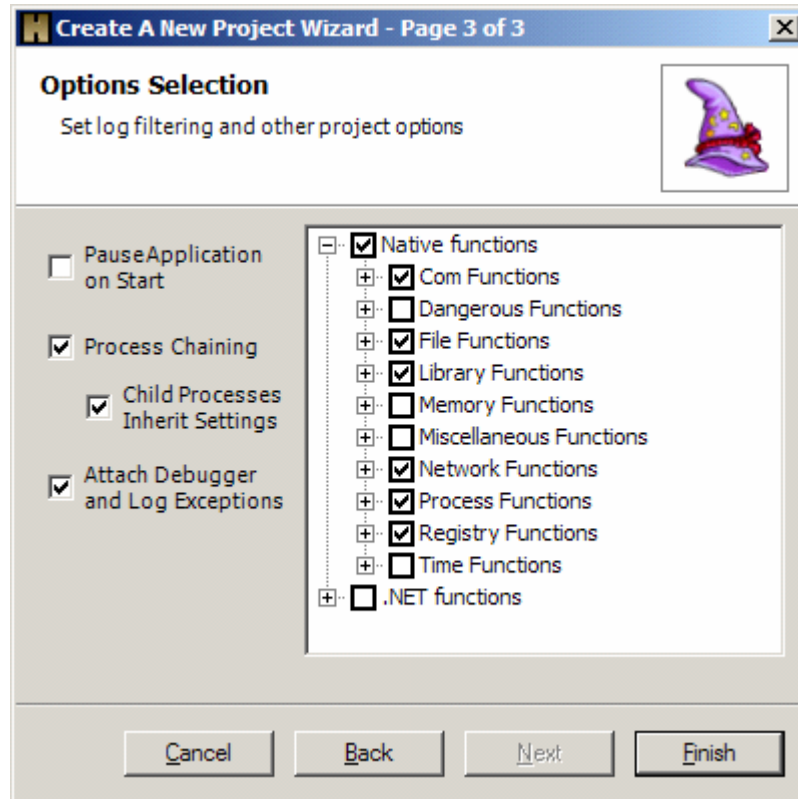 Create A New Project Wizard - Page 3 of 3
Options Selection
Set log filtering and other project options
Pause Application
on Start
Process Chaining
Child Processes
Inherit Settings
Attach Debugger
and Log Exceptions
Native functions
Com Functions
Dangerous Functions
File Functions
Library Functions
Memory Functions
Miscellaneous Functions
Network Functions
Process Functions
Registry Functions
Time Functions
.NET functions
Cancel
Back
Next
Finish